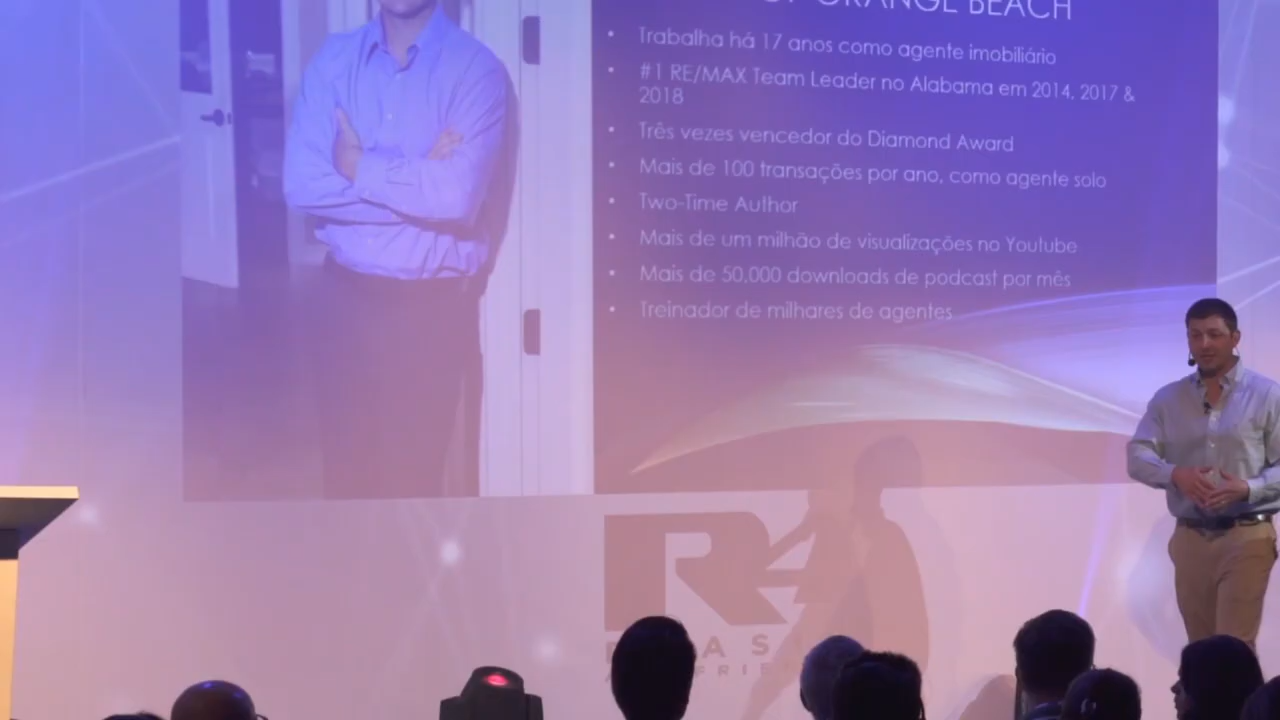 ORANGE BEACH
• Trabalha há 17 anos como agente imobiliário
• #1 RE/MAX Team Leader no Alabama em 2014, 2017 &
2018
• Três vezes vencedor do Diamond Award
• Mais de 100 transações por ano, como agente solo
• Two-Time Author
• Mais de um milhão de visualizações no Youtube
• Mais de 50,000 downloads de podcast por mês
• Treinador de milhares de agentes
R4